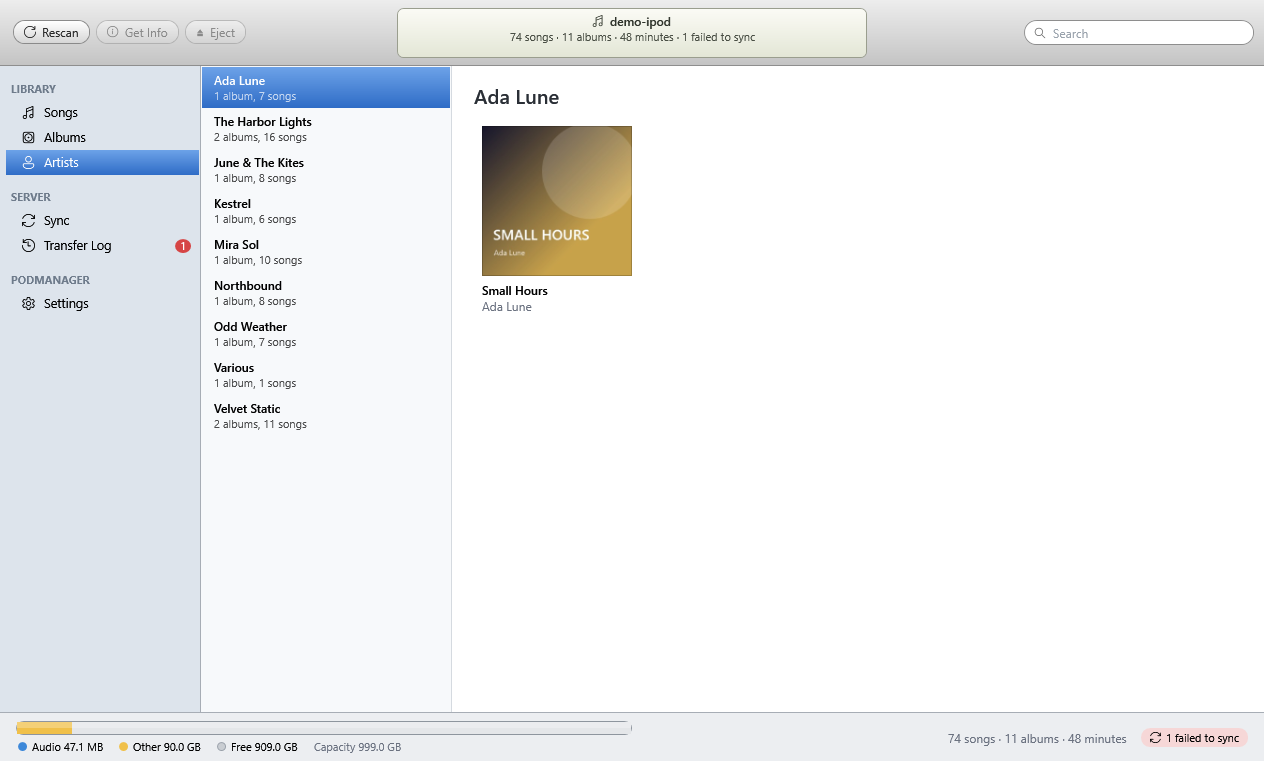 Rescan
Get Info
Eject
demo-ipod
74 songs · 11 albums · 48 minutes · 1 failed to sync
Search
LIBRARY
Songs
Albums
Artists
SERVER
Sync
Transfer Log
1
PODMANAGER
Settings
Ada Lune
1 album, 7 songs
The Harbor Lights
2 albums, 16 songs
June & The Kites
1 album, 8 songs
Kestrel
1 album, 6 songs
Mira Sol
1 album, 10 songs
Northbound
1 album, 8 songs
Odd Weather
1 album, 7 songs
Various
1 album, 1 songs
Velvet Static
2 albums, 11 songs
Ada Lune
SMALL HOURS
Ada Lune
Small Hours
Ada Lune
Audio 47.1 MB
Other 90.0 GB
Free 909.0 GB
Capacity 999.0 GB
74 songs · 11 albums · 48 minutes
1 failed to sync